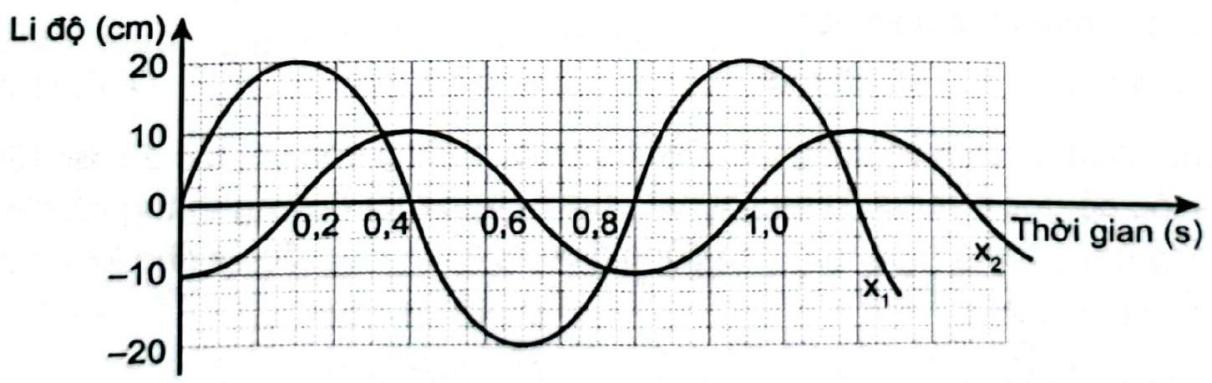 Li độ (cm)
20
10
0
0,2 0,4 0,6 0,8 1,0 Thời gian (s)
–10
–20
x₂
x₁